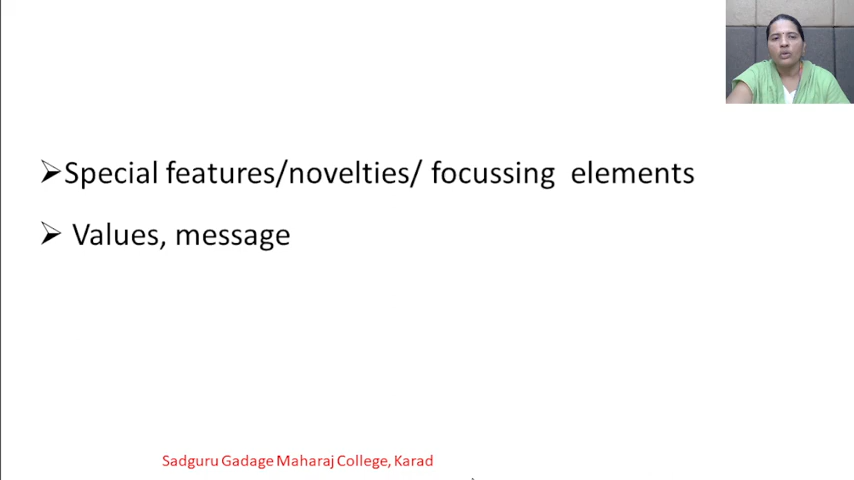 ➢Special features/novelties/ focussing elements
➢ Values, message
Sadguru Gadage Maharaj College, Karad